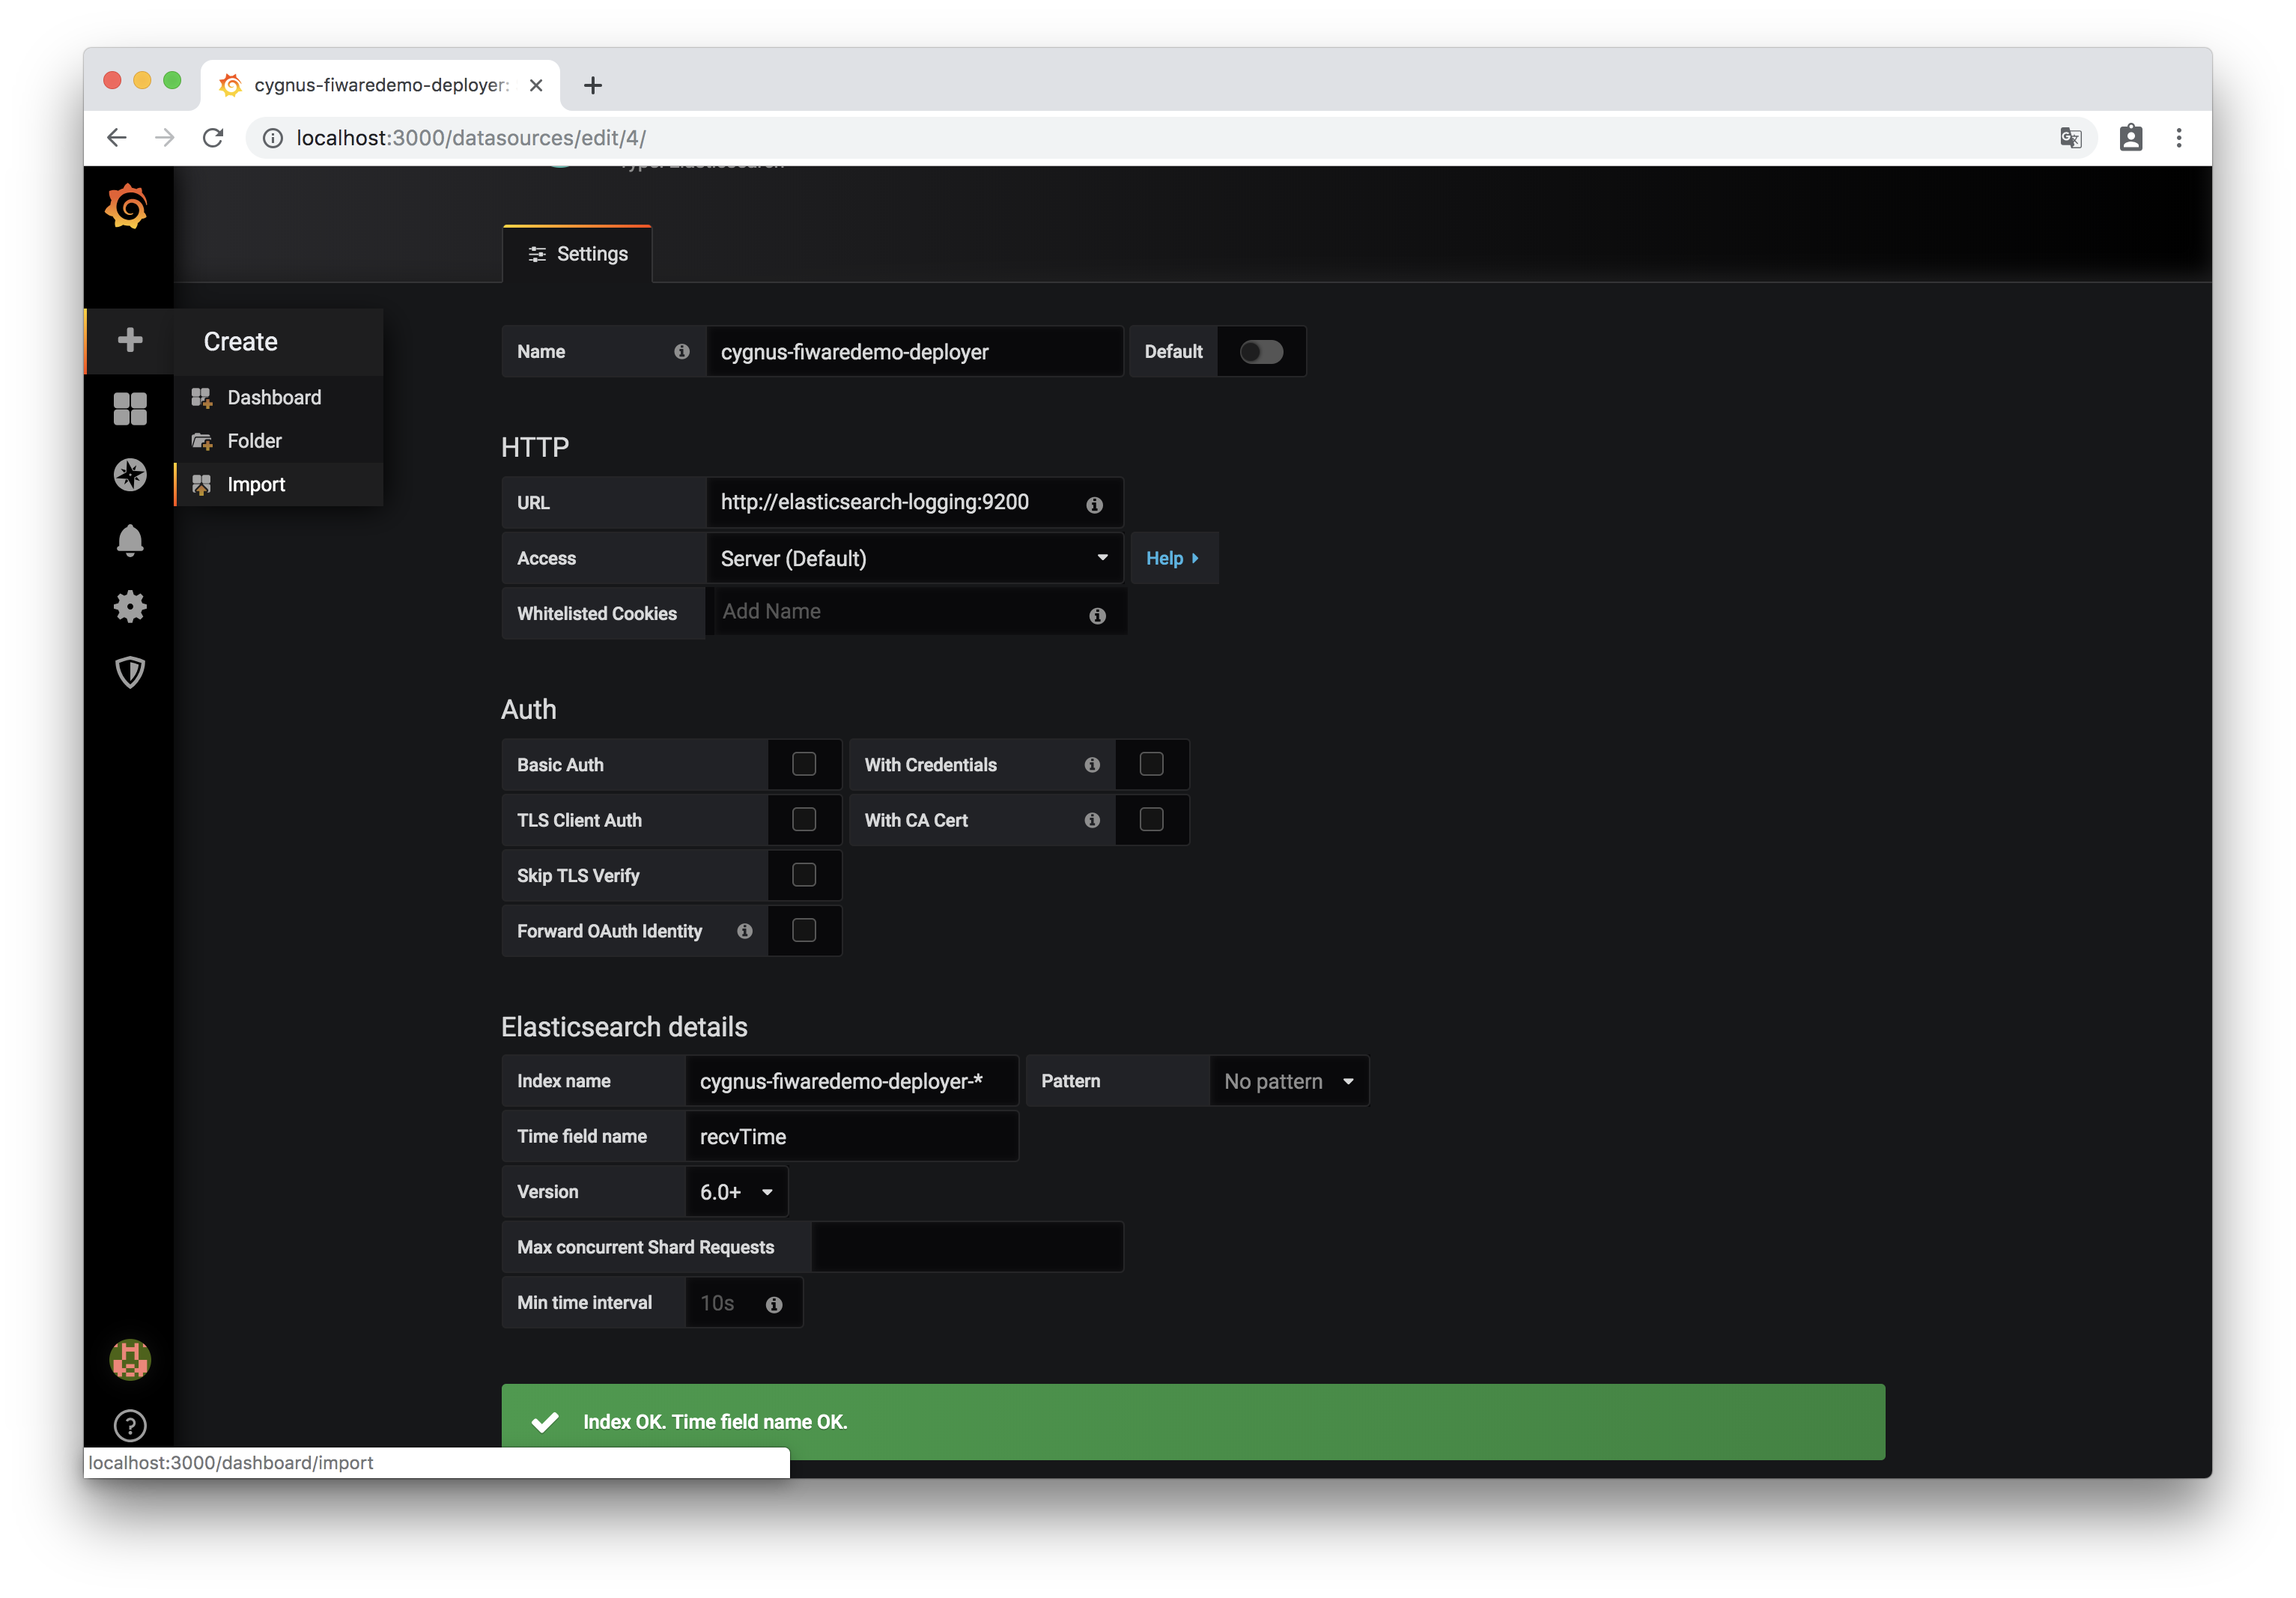 cygnus-fiwaredemo-deployer:
localhost:3000/datasources/edit/4/
Type: Elasticsearch
Settings
Create
Dashboard
Folder
Import
Name
cygnus-fiwaredemo-deployer
Default
HTTP
URL
http://elasticsearch-logging:9200
Access
Server (Default)
Help
Whitelisted Cookies
Add Name
Auth
Basic Auth
With Credentials
TLS Client Auth
With CA Cert
Skip TLS Verify
Forward OAuth Identity
Elasticsearch details
Index name
cygnus-fiwaredemo-deployer-*
Pattern
No pattern
Time field name
recvTime
Version
6.0+
Max concurrent Shard Requests
Min time interval
10s
Index OK. Time field name OK.
localhost:3000/dashboard/import